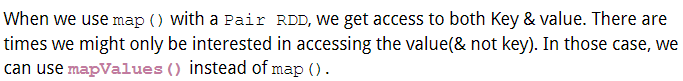 When we use map() with a Pair RDD, we get access to both Key & value. There are
times we might only be interested in accessing the value(& not key). In those case, we
can use mapValues() instead of map().